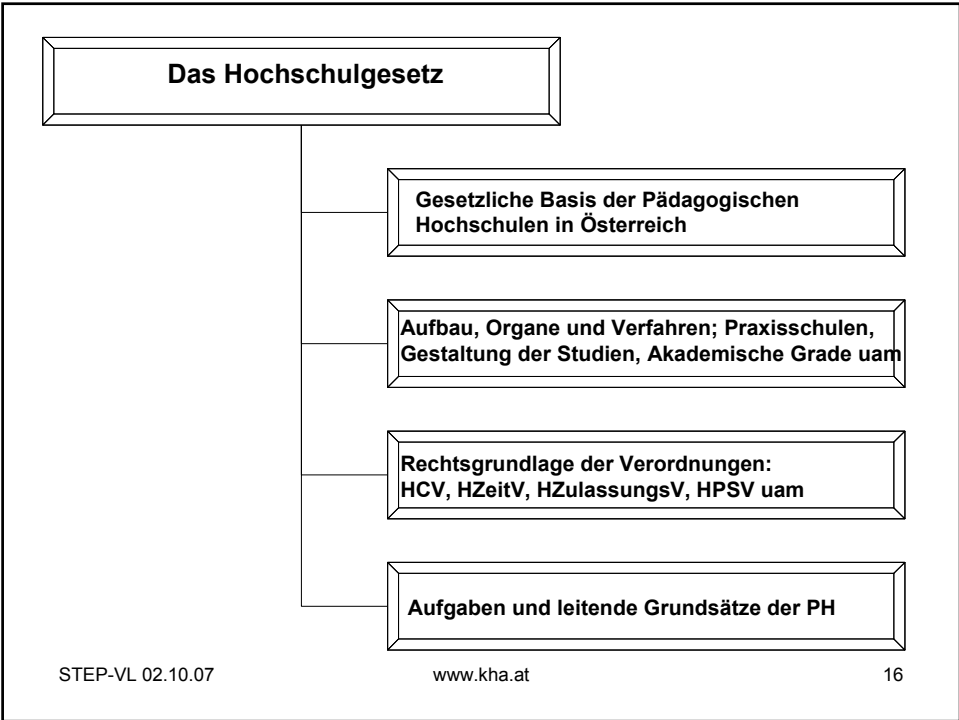 Das Hochschulgesetz
Gesetzliche Basis der Pädagogischen
Hochschulen in Österreich
Aufbau, Organe und Verfahren; Praxisschulen,
Gestaltung der Studien, Akademische Grade uam
Rechtsgrundlage der Verordnungen:
HCV, HZeitV, HZulassungsV, HPSV uam
Aufgaben und leitende Grundsätze der PH
STEP-VL 02.10.07 www.kha.at 16